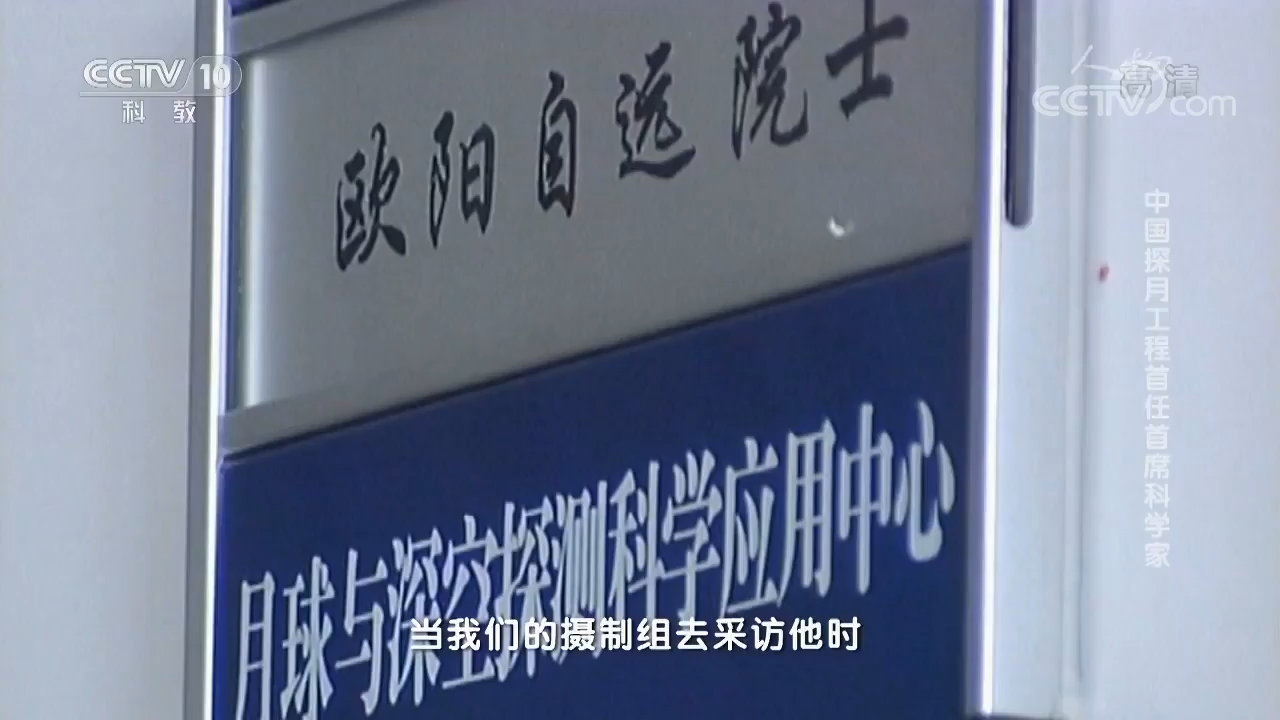 CCTV 10
科教
人物
高清
CCTV.com
欧阳自远院士
中国探月工程首任首席科学家
月球与深空探测科学应用中心
当我们的摄制组去采访他时